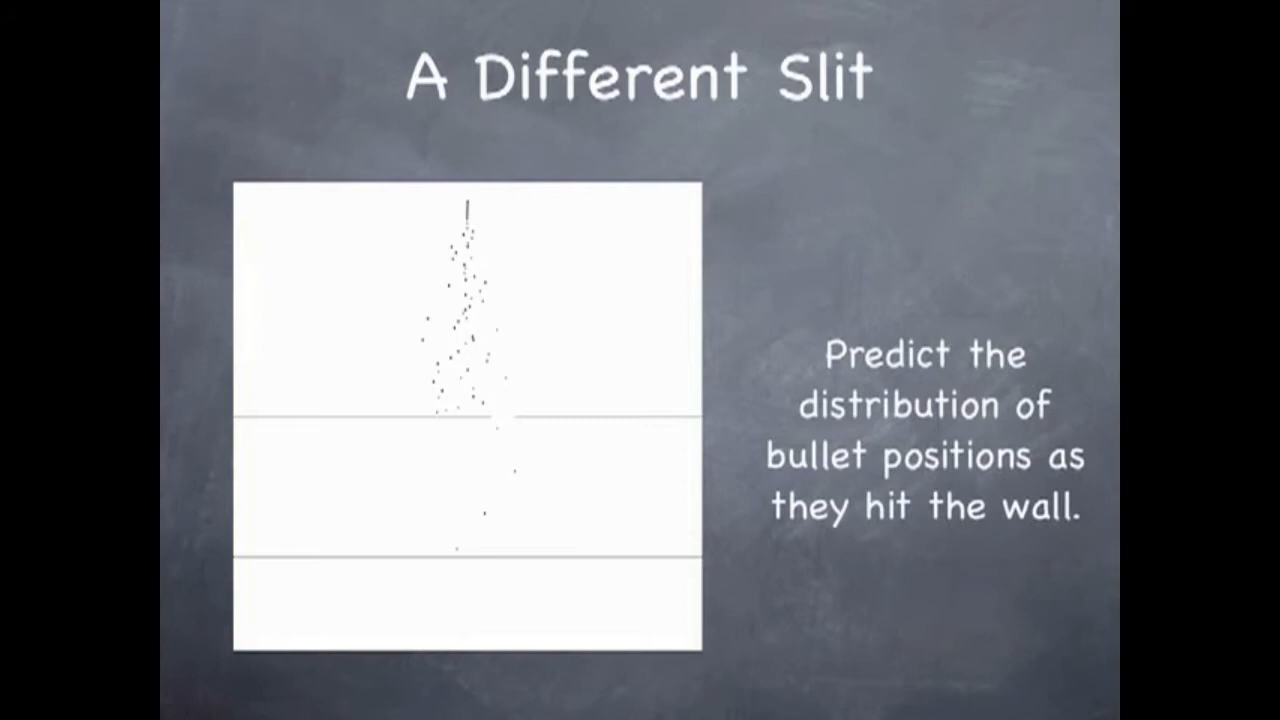 A Different Slit
Predict the
distribution of
bullet positions as
they hit the wall.